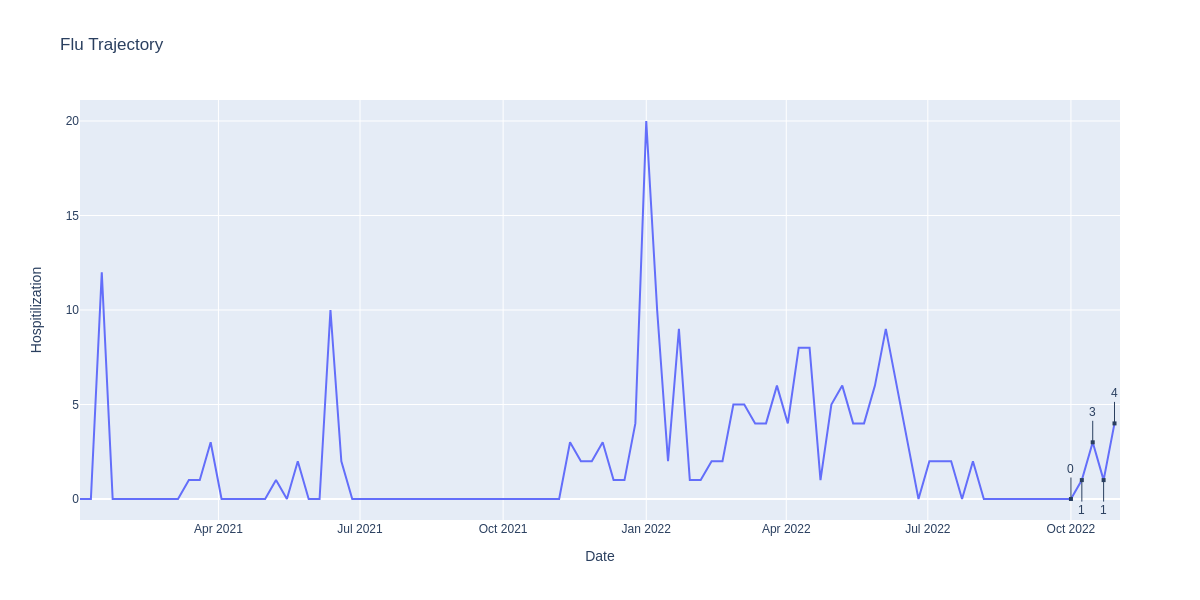 Flu Trajectory
20
15
10
5
0
Hospitilization
0
1
3
1
4
Apr 2021
Jul 2021
Oct 2021
Jan 2022
Apr 2022
Jul 2022
Oct 2022
Date